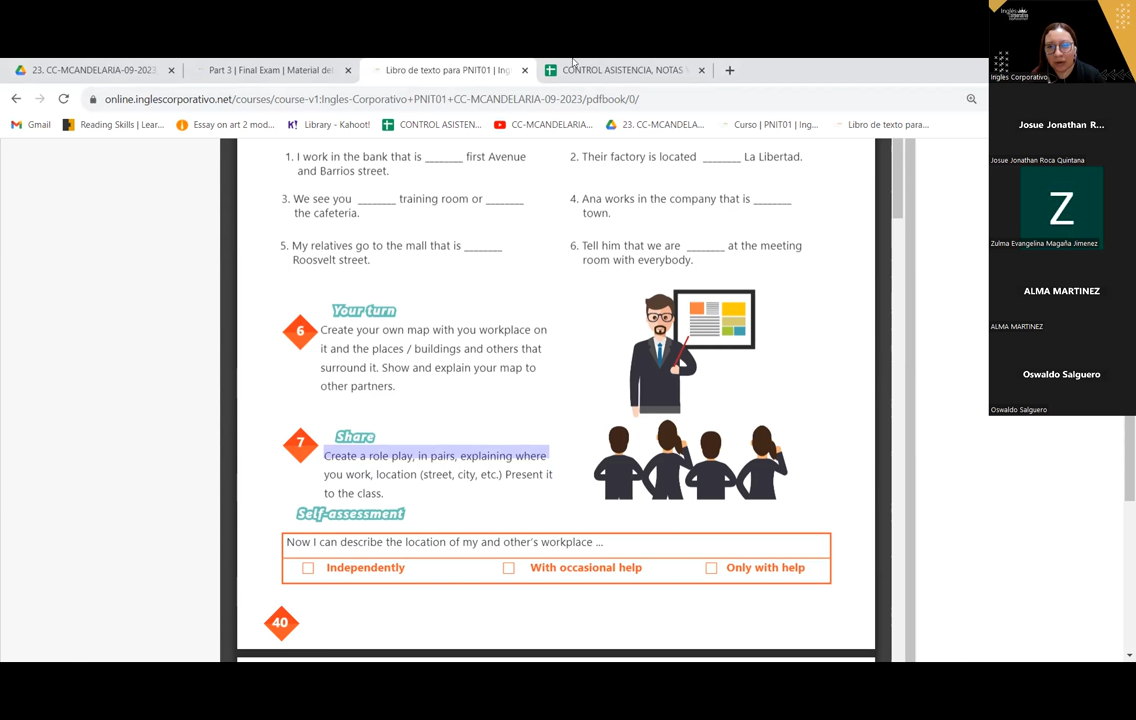 23. CC-MCANDELARIA-09-2023_
Part 3 | Final Exam | Material de
Libro de texto para PNIT01 | Ing
CONTROL ASISTENCIA, NOTAS
online.inglescorporativo.net/courses/course-v1:Ingles-Corporativo+PNIT01+CC-MCANDELARIA-09-2023/pdfbook/0/
Gmail
Reading Skills | Lear...
Essay on art 2 mod...
Library - Kahoot!
CONTROL ASISTEN...
CC-MCANDELARIA...
23. CC-MCANDELA...
Curso | PNIT01 | Ing...
Libro de texto para...
1. I work in the bank that is ________ first Avenue
and Barrios street.
2. Their factory is located ________ La Libertad.
3. We see you ________ training room or ________
the cafeteria.
4. Ana works in the company that is ________
town.
5. My relatives go to the mall that is ________
Roosvelt street.
6. Tell him that we are ________ at the meeting
room with everybody.
6
Your turn
Create your own map with you workplace on
it and the places / buildings and others that
surround it. Show and explain your map to
other partners.
7
Share
Create a role play, in pairs, explaining where
you work, location (street, city, etc.) Present it
to the class.
Self-assessment
Now I can describe the location of my and other's workplace ...
Independently
With occasional help
Only with help
40
Inglés
Corporativo
Ingles Corporativo
Josue Jonathan R...
Josue Jonathan Roca Quintana
Z
Zulma Evangelina Magaña Jimenez
ALMA MARTINEZ
ALMA MARTINEZ
Oswaldo Salguero
Oswaldo Salguero